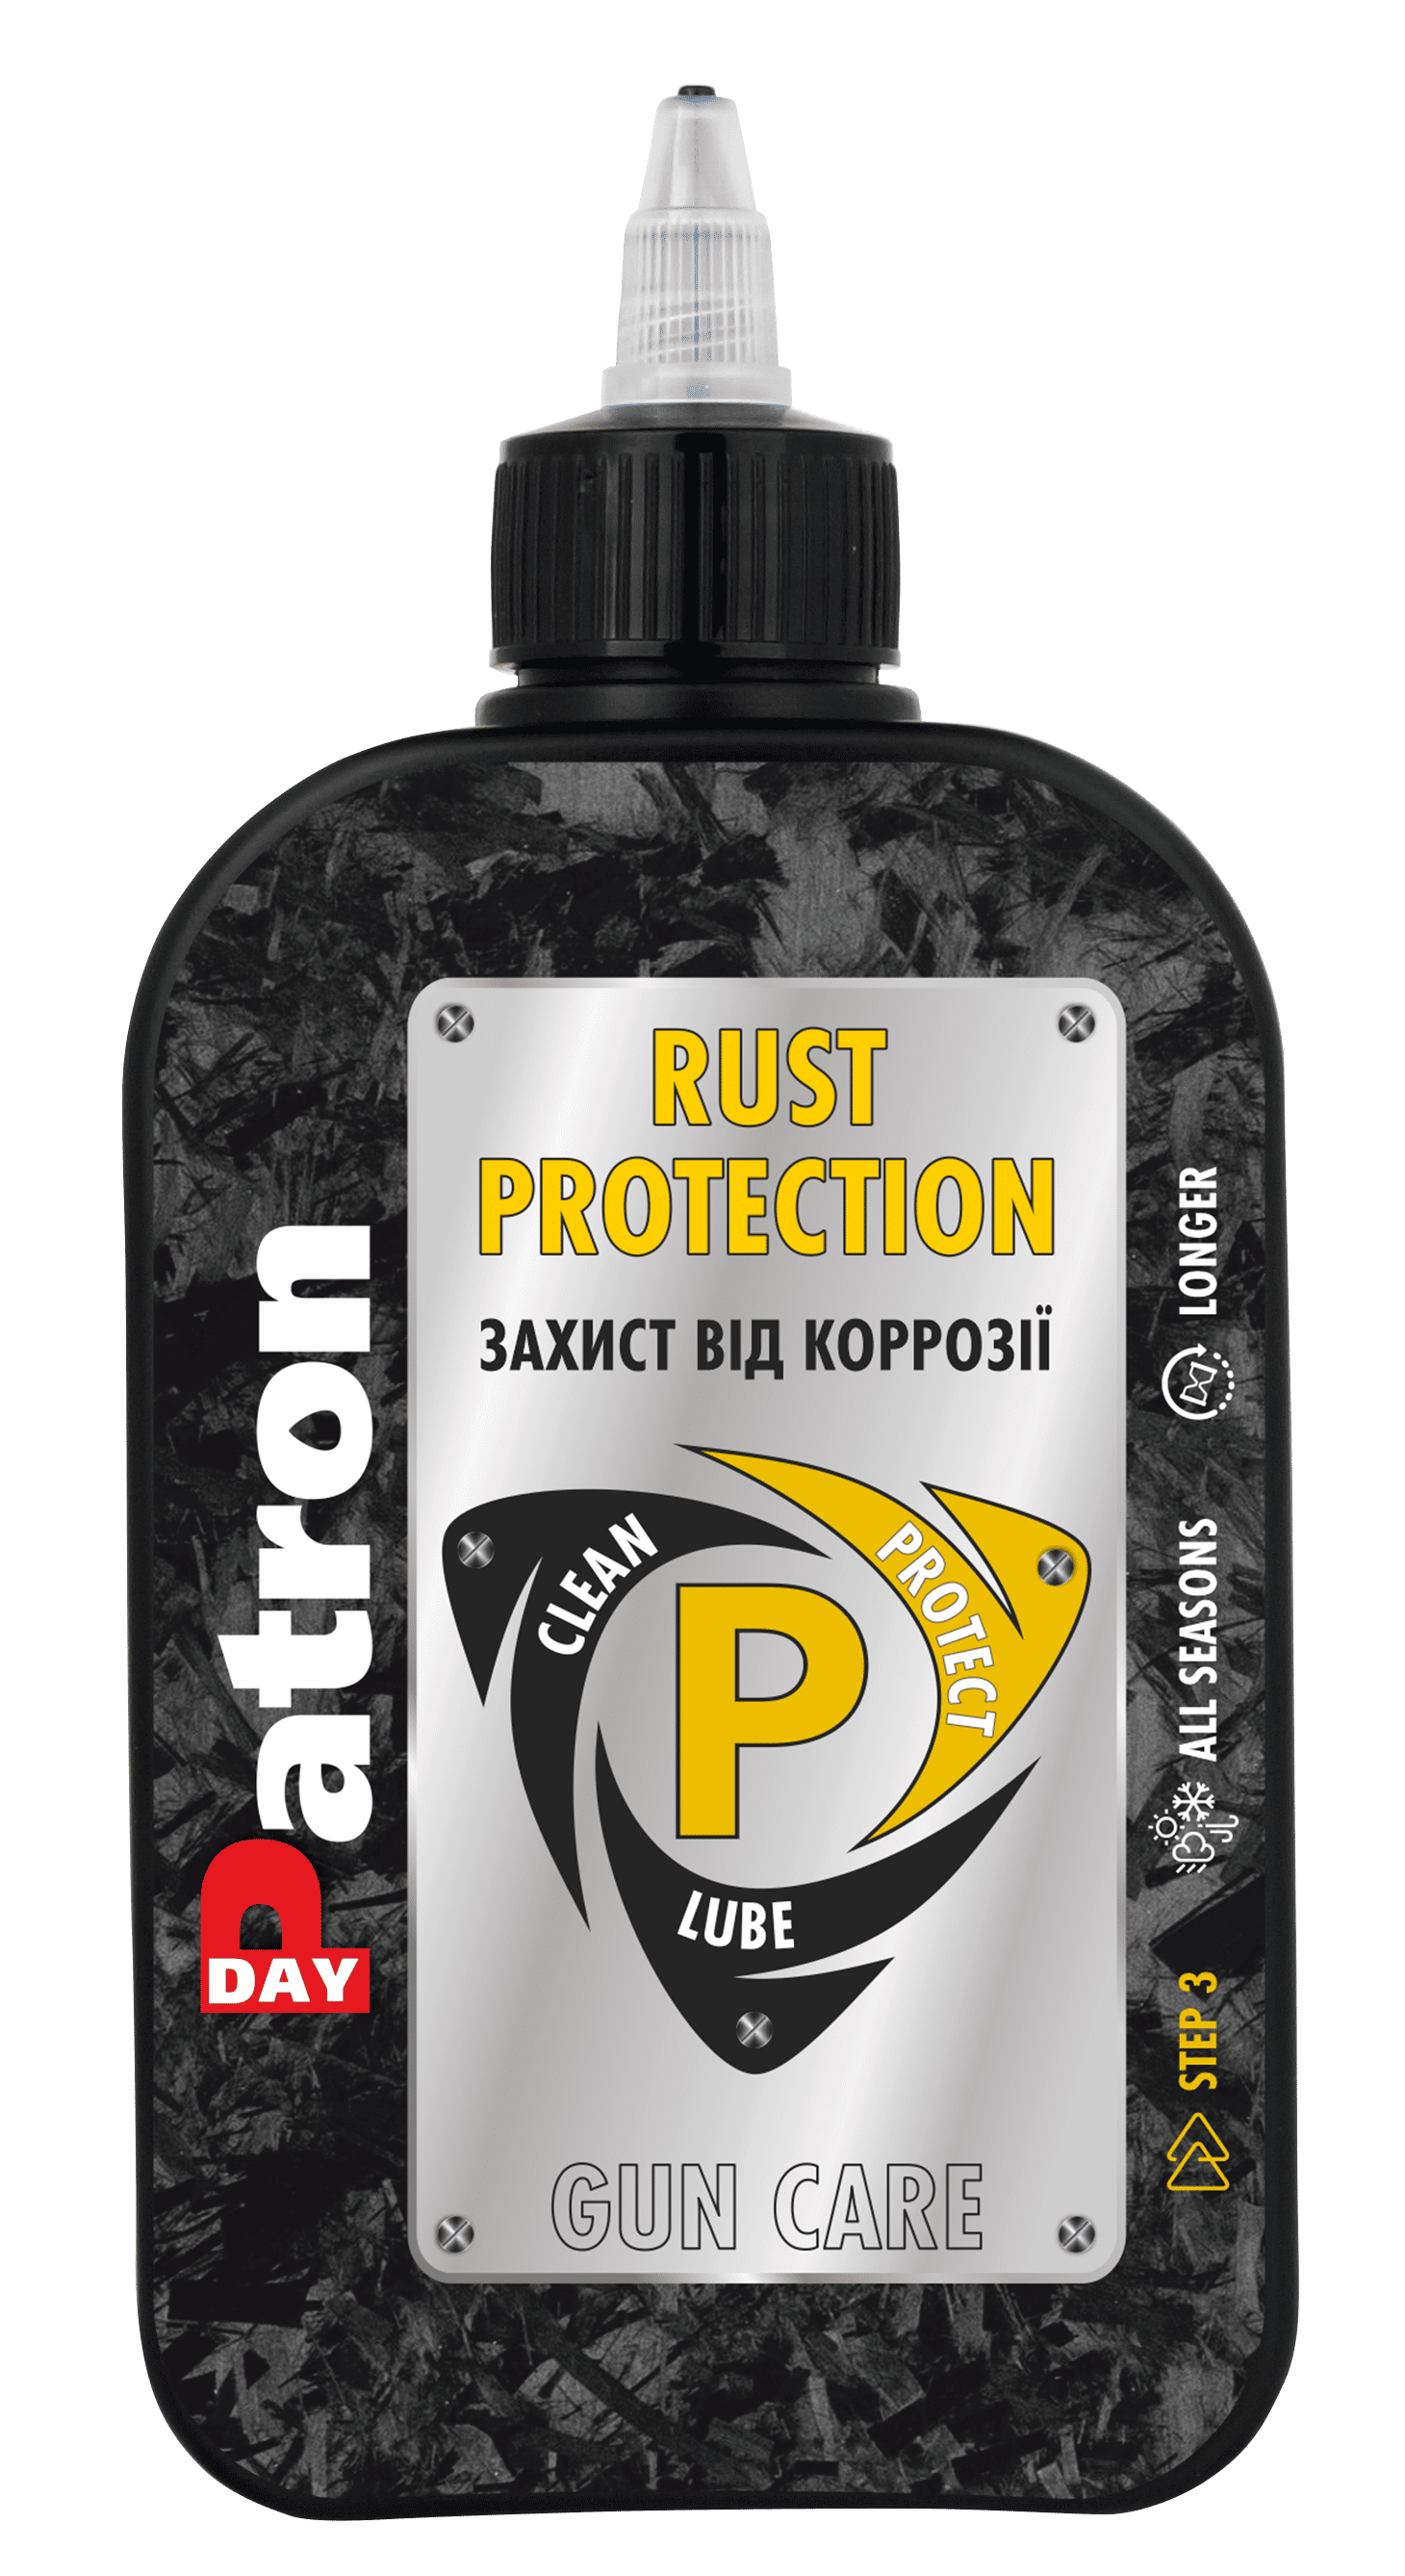 RUST
PROTECTION
ЗАХИСТ ВІД КОРРОЗІЇ
CLEAN
PROTECT
P
LUBE
GUN CARE
Patron
DAY
STEP 3
ALL SEASONS
LONGER